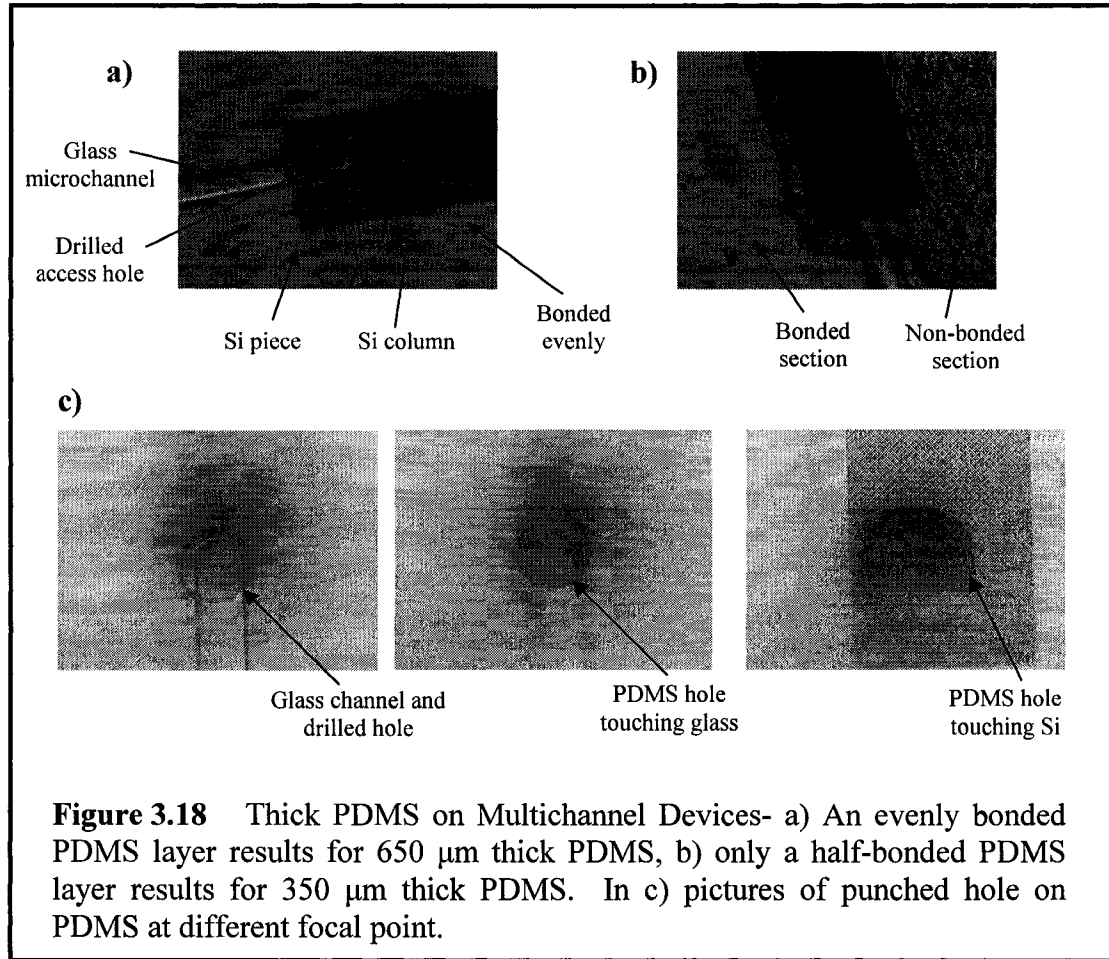 a)
b)
Glass
microchannel
Drilled
access hole
Si piece
Si column
Bonded
evenly
Bonded
section
Non-bonded
section
c)
Glass channel and
drilled hole
PDMS hole
touching glass
PDMS hole
touching Si
Figure 3.18 Thick PDMS on Multichannel Devices- a) An evenly bonded
PDMS layer results for 650 μm thick PDMS, b) only a half-bonded PDMS
layer results for 350 μm thick PDMS. In c) pictures of punched hole on
PDMS at different focal point.